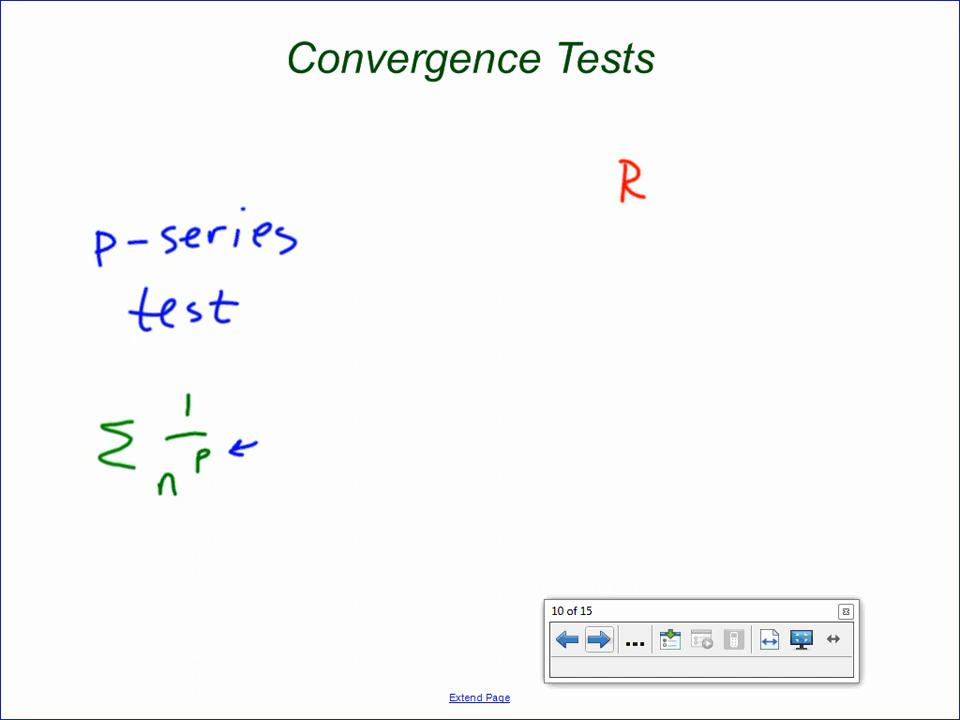 Convergence Tests
R
p-series
test
Σ 1/n^p ←
10 of 15
...
Extend Page